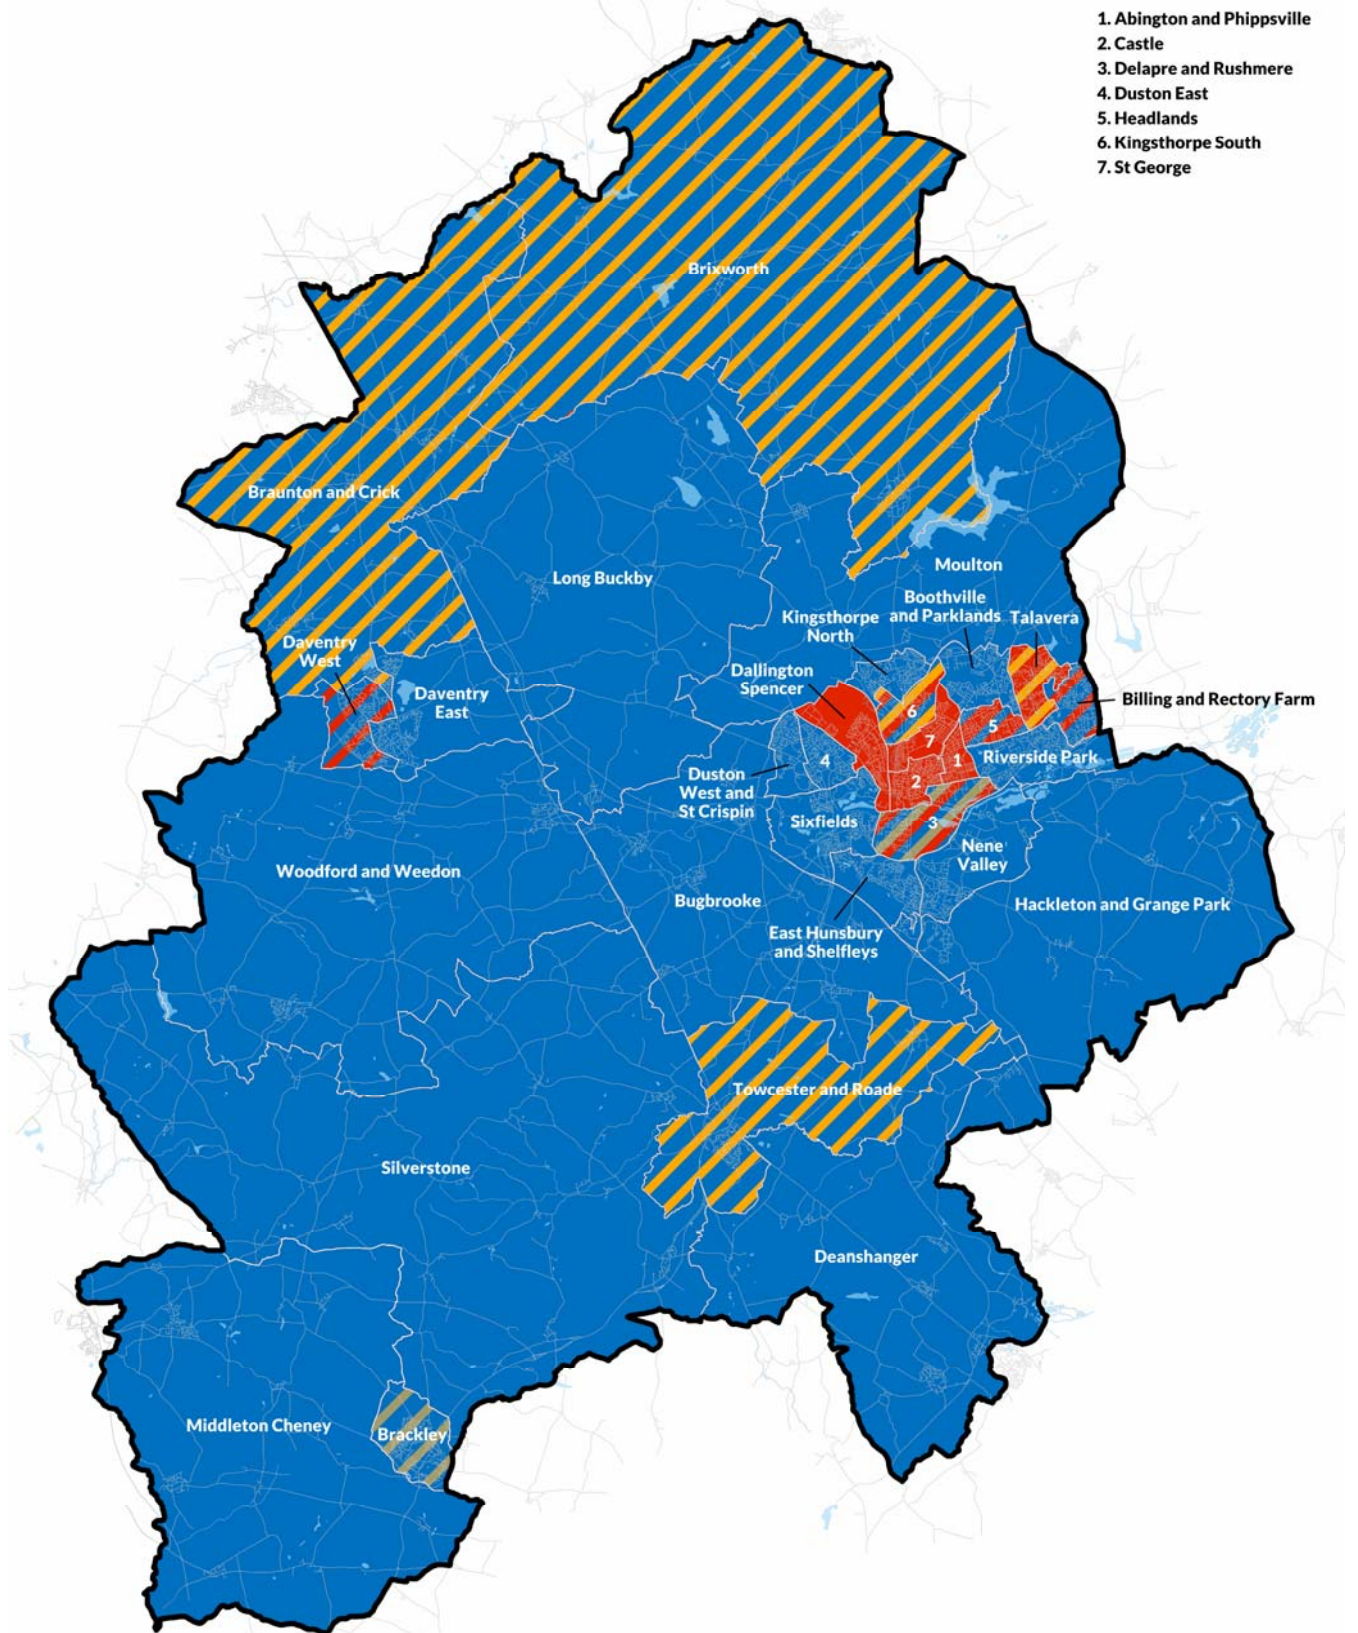 1. Abington and Phippsville
2. Castle
3. Delapre and Rushmere
4. Duston East
5. Headlands
6. Kingsthorpe South
7. St George
Brixworth
Braunton and Crick
Long Buckby
Moulton
Boothville
and Parklands
Talavera
Kingsthorpe
North
Daventry
West
Dallington
Spencer
Daventry
East
Billing and Rectory Farm
6
5
7
4
1
Riverside Park
2
Duston
West and
St Crispin
Sixfields
3
Nene
Valley
Woodford and Weedon
Bugbrooke
Hackleton and Grange Park
East Hunsbury
and Shelfleys
Towcester and Roade
Silverstone
Deanshanger
Middleton Cheney
Brackley